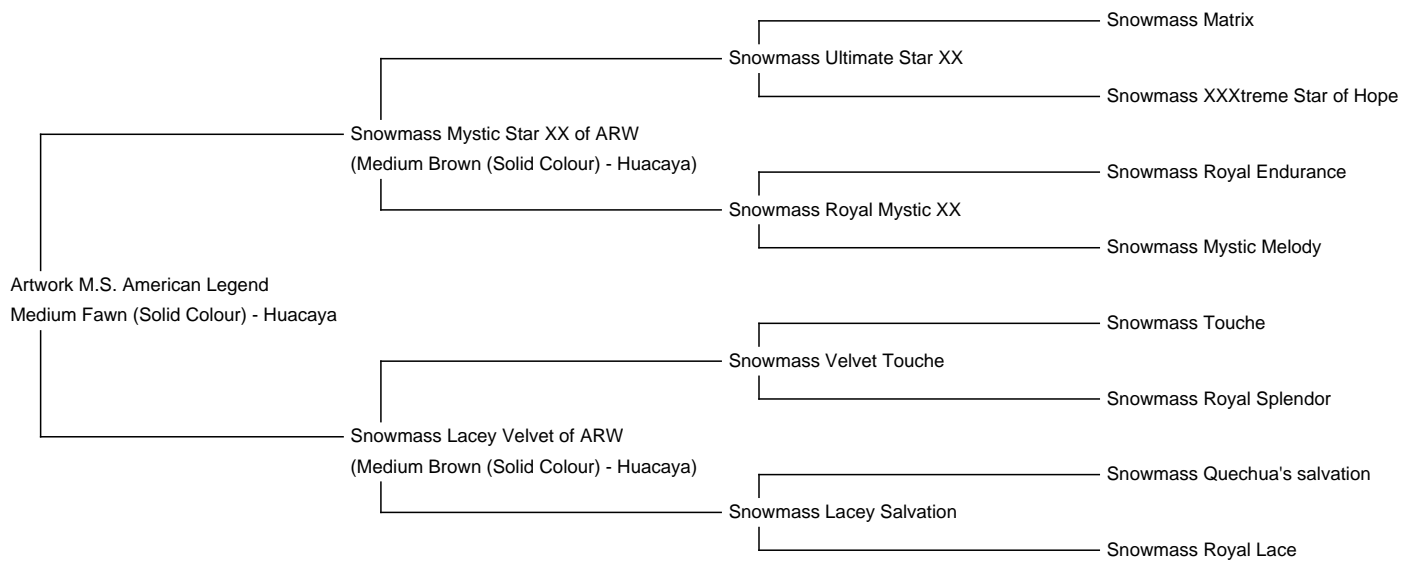 Snowmass Matrix
Snowmass Ultimate Star XX
Snowmass XXXtreme Star of Hope
Snowmass Mystic Star XX of ARW
(Medium Brown (Solid Colour) - Huacaya)
Snowmass Royal Endurance
Snowmass Royal Mystic XX
Snowmass Mystic Melody
Artwork M.S. American Legend
Medium Fawn (Solid Colour) - Huacaya
Snowmass Touche
Snowmass Velvet Touche
Snowmass Royal Splendor
Snowmass Lacey Velvet of ARW
(Medium Brown (Solid Colour) - Huacaya)
Snowmass Quechua's salvation
Snowmass Lacey Salvation
Snowmass Royal Lace